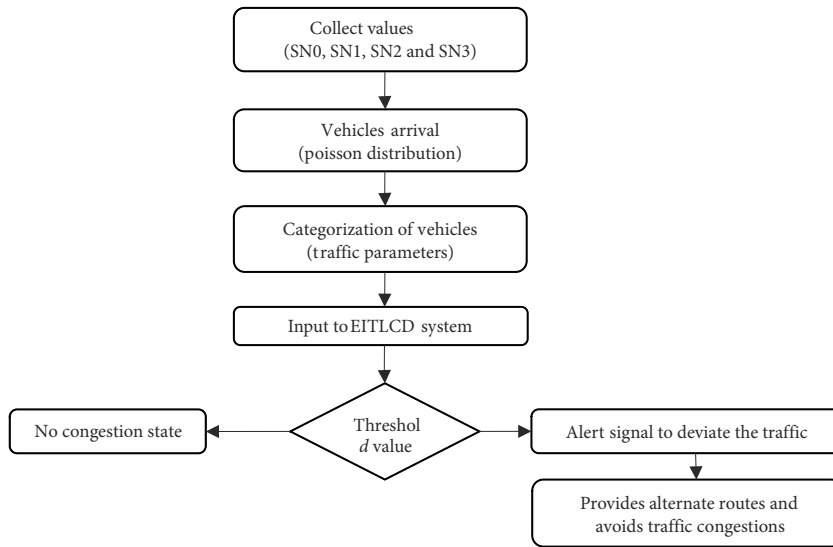 Collect values
(SN0, SN1, SN2 and SN3)
Vehicles arrival
(poisson distribution)
Categorization of vehicles
(traffic parameters)
Input to EITLCD system
Threshol
d value
No congestion state
Alert signal to deviate the traffic
Provides alternate routes and
avoids traffic congestions